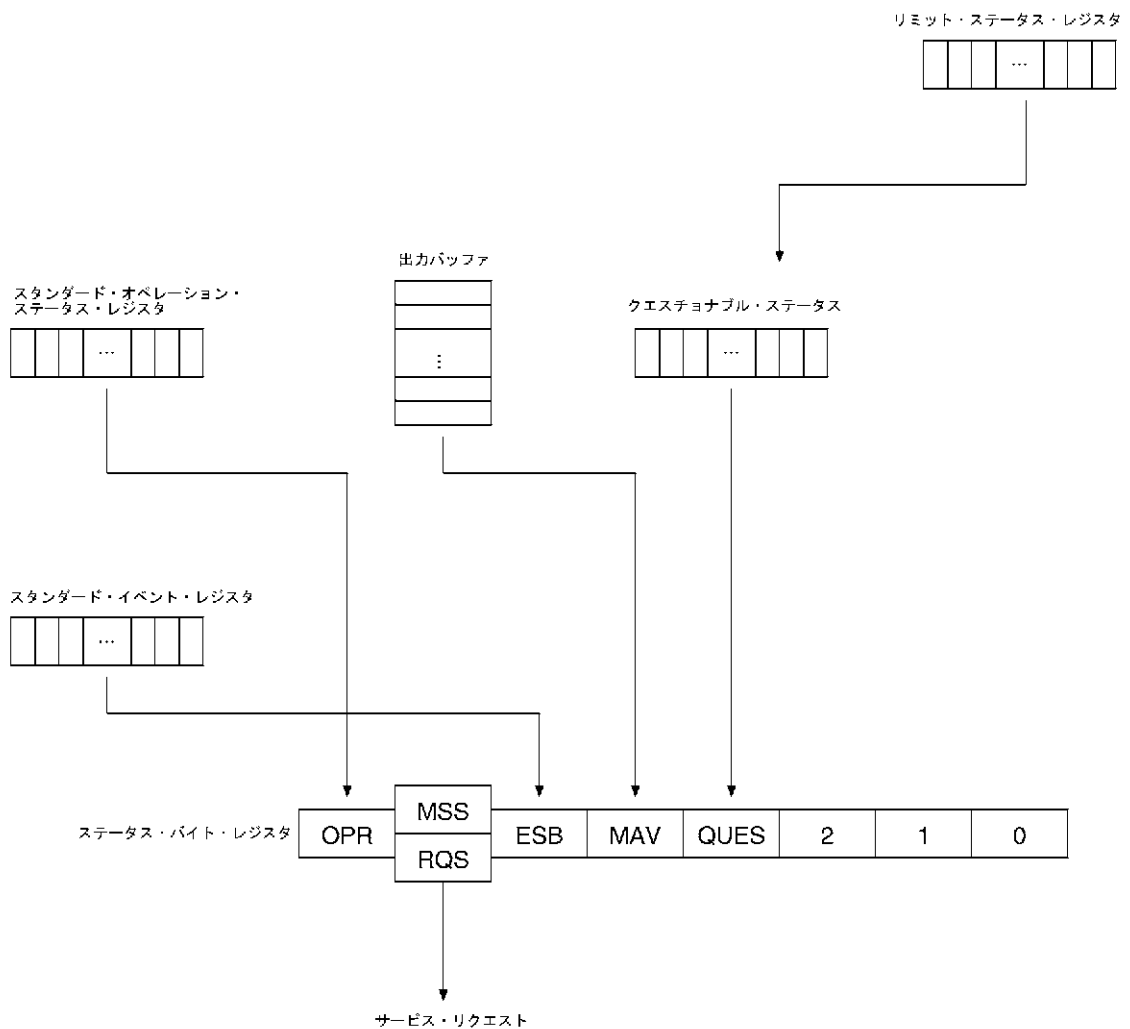 リミット・ステータス・レジスタ
…
出力バッファ
⋮
スタンダード・オペレーション・
ステータス・レジスタ
…
クエスチョナブル・ステータス
…
スタンダード・イベント・レジスタ
…
ステータス・バイト・レジスタ
OPR
MSS
RQS
ESB
MAV
QUES
2
1
0
サービス・リクエスト